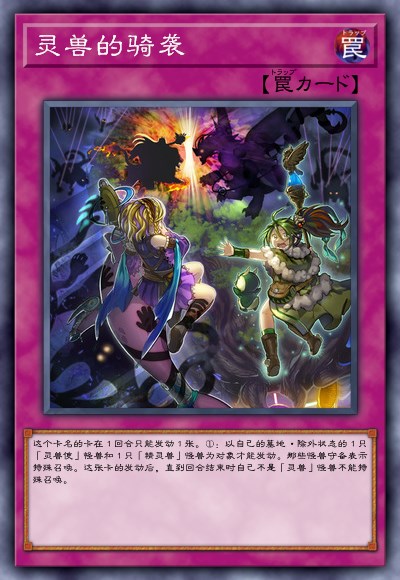 灵兽的骑袭
トラップ
罠
トラップ
【罠カード】
这个卡名的卡在１回合只能发动１张。①：以自己的墓地·除外状态的１只
「灵兽使」怪兽和１只「精灵兽」怪兽为对象才能发动。那些怪兽守备表示
特殊召唤。这张卡的发动后，直到回合结束时自己不是「灵兽」怪兽不能特
殊召唤。